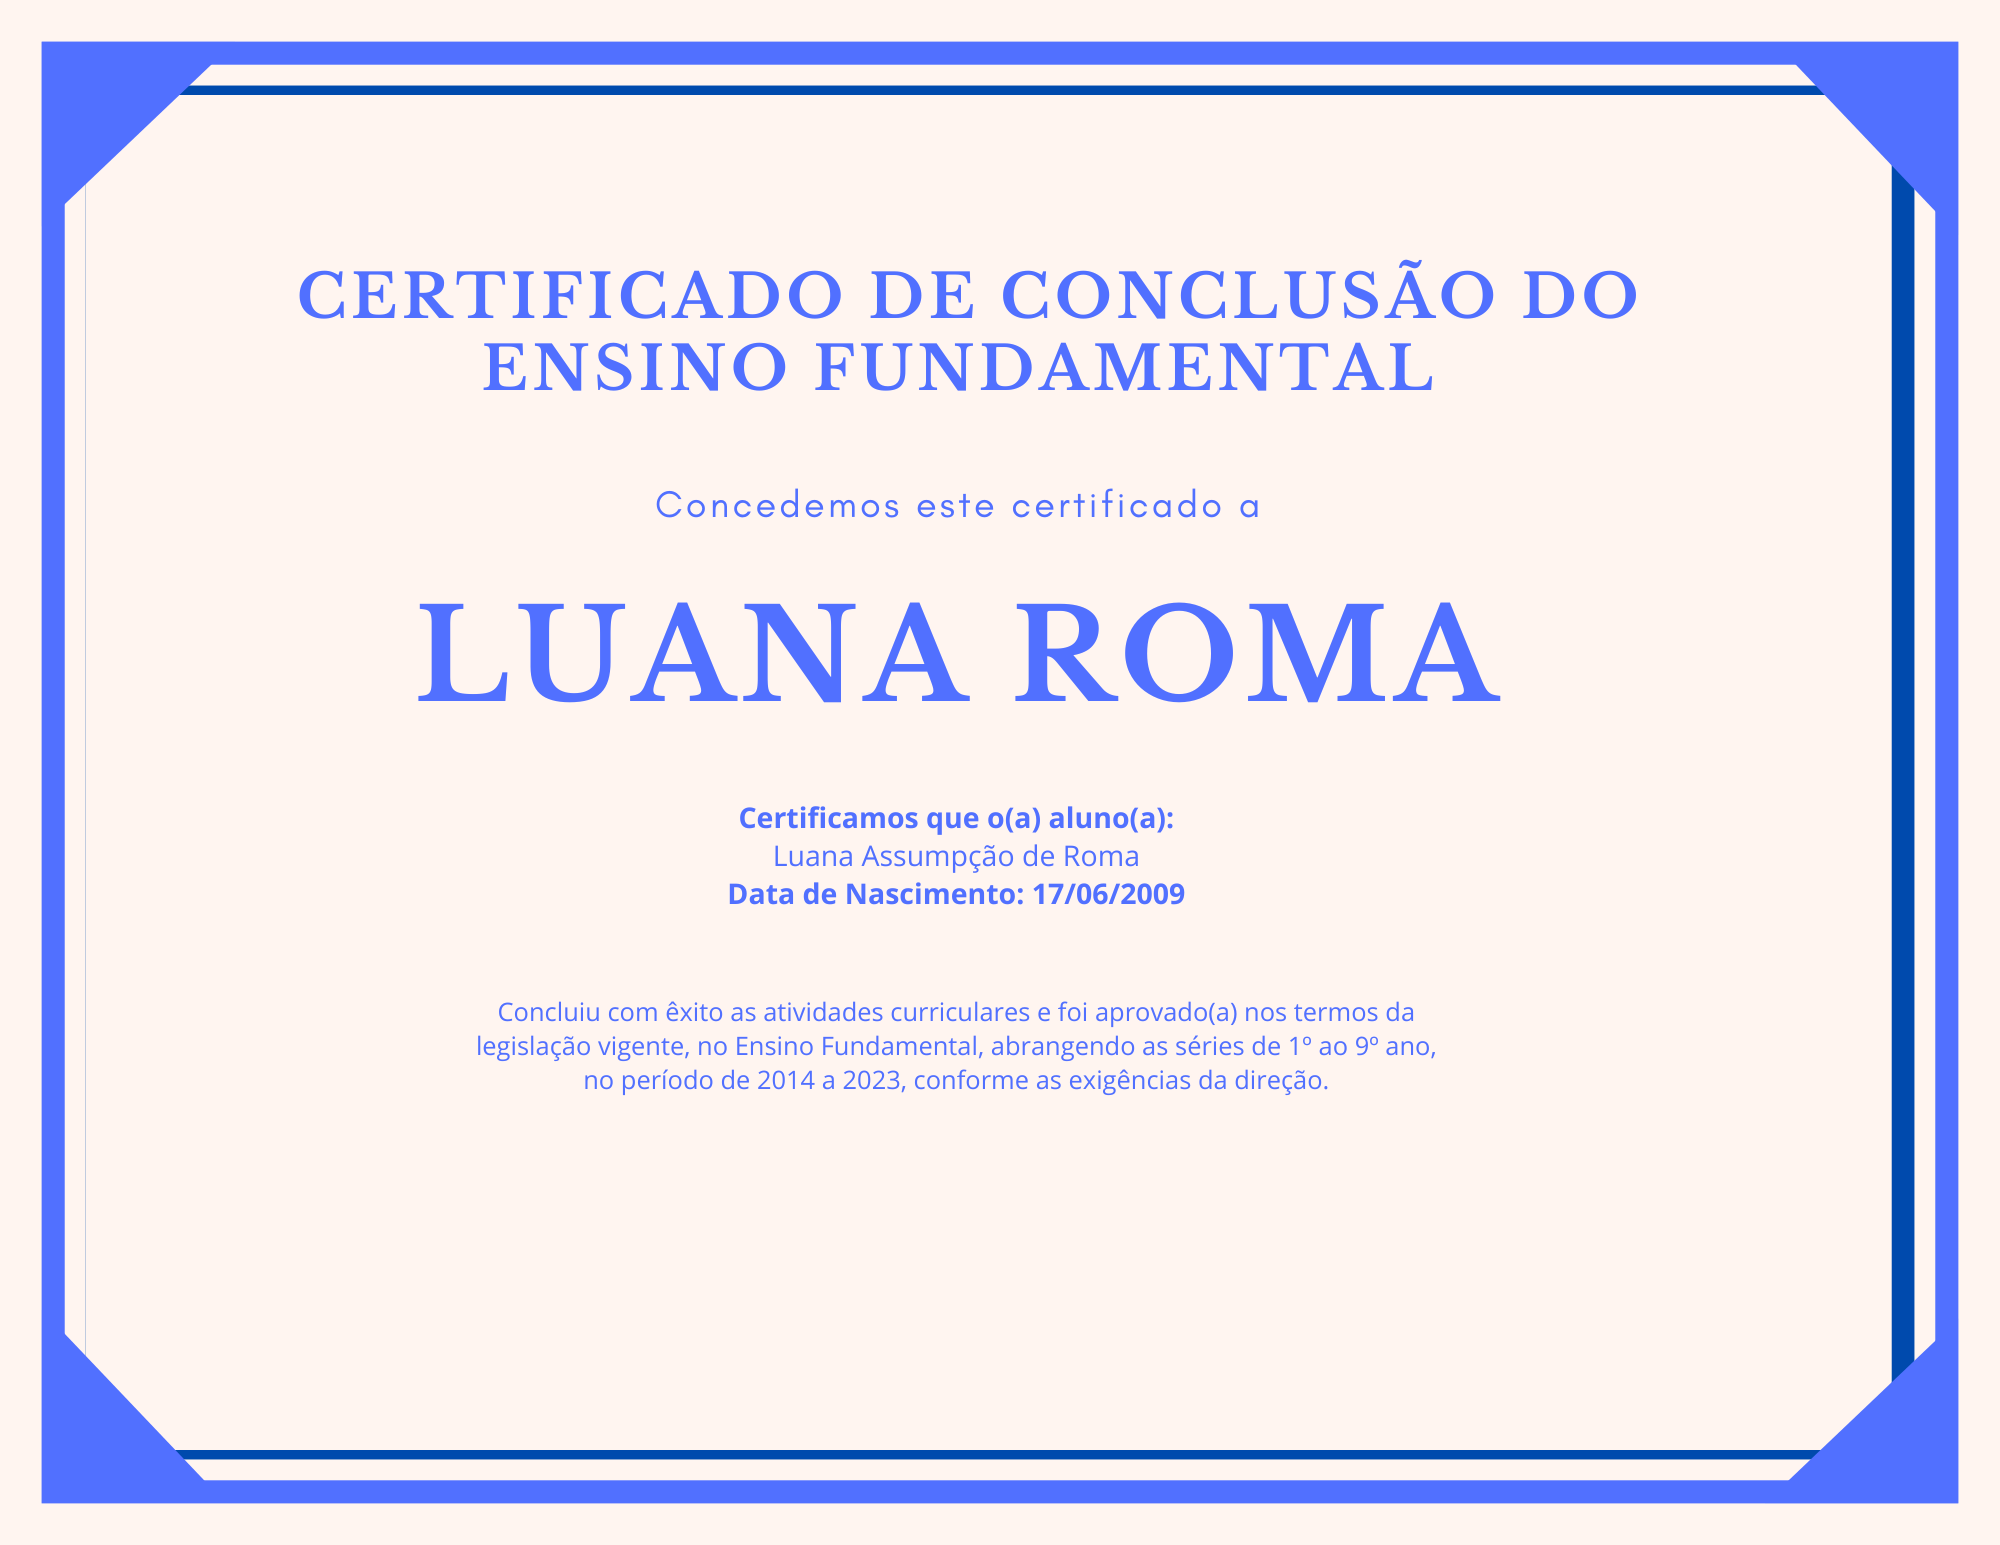 CERTIFICADO DE CONCLUSÃO DO
ENSINO FUNDAMENTAL
Concedemos este certificado a
LUANA ROMA
Certificamos que o(a) aluno(a):
Luana Assumpção de Roma
Data de Nascimento: 17/06/2009
Concluiu com êxito as atividades curriculares e foi aprovado(a) nos termos da
legislação vigente, no Ensino Fundamental, abrangendo as séries de 1º ao 9º ano,
no período de 2014 a 2023, conforme as exigências da direção.